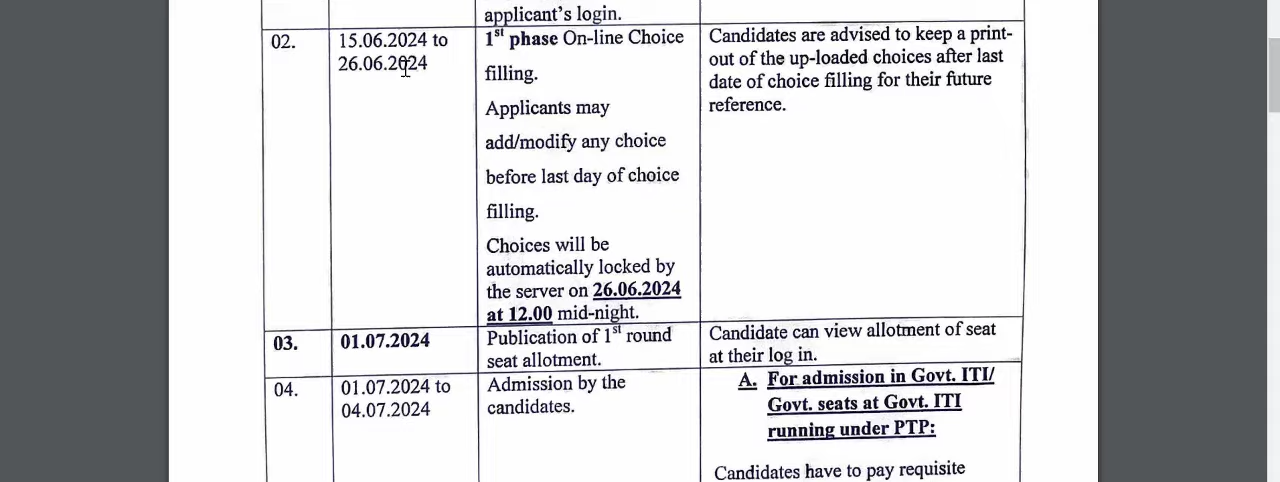 applicant's login.
02.
15.06.2024 to
26.06.2024
1st phase On-line Choice
filling.
Applicants may
add/modify any choice
before last day of choice
filling.
Choices will be
automatically locked by
the server on 26.06.2024
at 12.00 mid-night.
Candidates are advised to keep a print-
out of the up-loaded choices after last
date of choice filling for their future
reference.
03.
01.07.2024
Publication of 1st round
seat allotment.
Candidate can view allotment of seat
at their log in.
04.
01.07.2024 to
04.07.2024
Admission by the
candidates.
A. For admission in Govt. ITI/
Govt. seats at Govt. ITI
running under PTP:
Candidates have to pay requisite